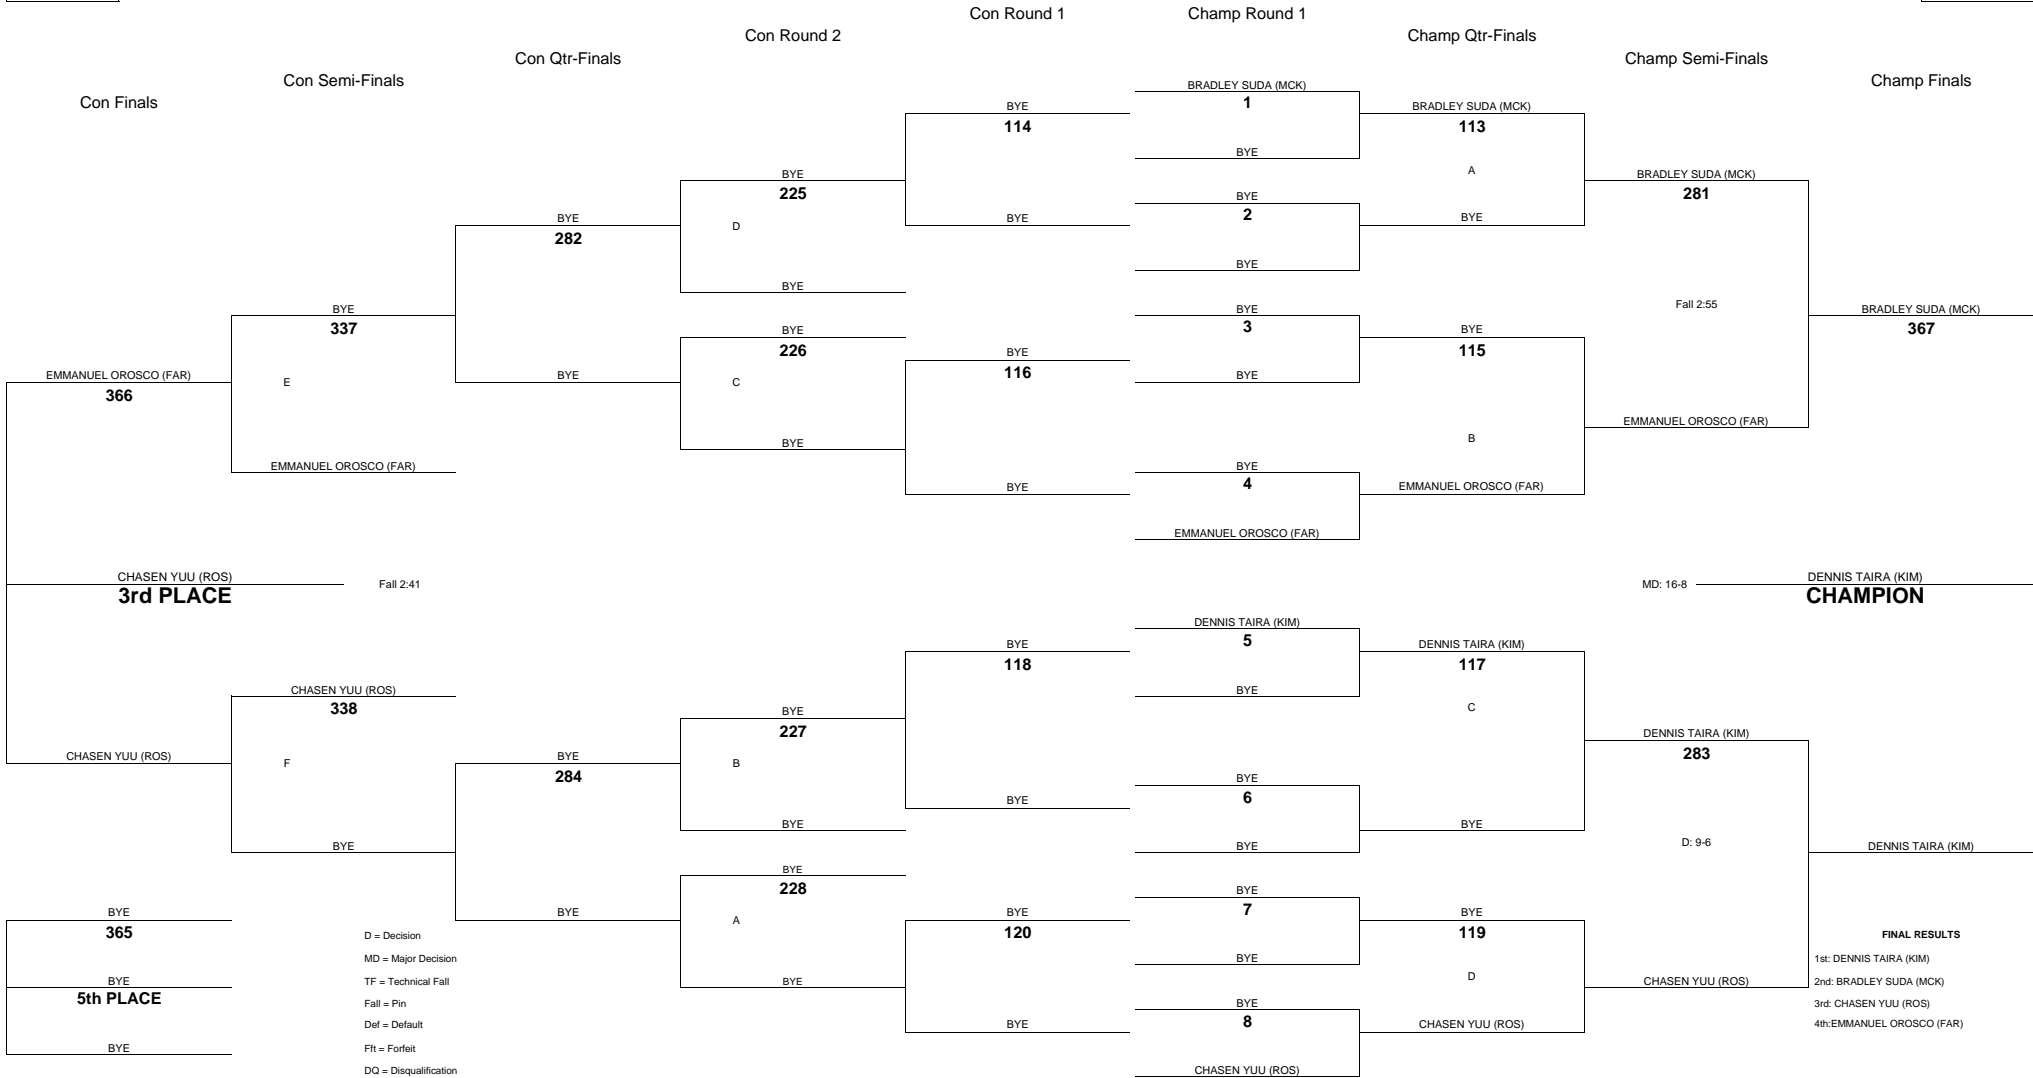 Con Round 1
Champ Round 1
Con Round 2
Champ Qtr-Finals
Con Qtr-Finals
Champ Semi-Finals
Con Semi-Finals
Champ Finals
Con Finals
BRADLEY SUDA (MCK)
1
BYE
114
BRADLEY SUDA (MCK)
113
BYE
A
BYE
225
BRADLEY SUDA (MCK)
281
BYE
2
BYE
282
D
BYE
BYE
BYE
BYE
Fall 2:55
BYE
337
BYE
3
BRADLEY SUDA (MCK)
367
BYE
226
BYE
115
BYE
116
EMMANUEL OROSCO (FAR)
366
E
BYE
C
BYE
EMMANUEL OROSCO (FAR)
BYE
B
EMMANUEL OROSCO (FAR)
BYE
4
BYE
EMMANUEL OROSCO (FAR)
EMMANUEL OROSCO (FAR)
CHASEN YUU (ROS)
3rd PLACE
Fall 2:41
MD: 16-8
DENNIS TAIRA (KIM)
CHAMPION
DENNIS TAIRA (KIM)
5
BYE
118
DENNIS TAIRA (KIM)
117
CHASEN YUU (ROS)
338
BYE
C
BYE
227
DENNIS TAIRA (KIM)
283
CHASEN YUU (ROS)
F
BYE
284
B
BYE
6
BYE
BYE
BYE
BYE
BYE
D: 9-6
DENNIS TAIRA (KIM)
BYE
228
BYE
7
BYE
365
BYE
A
BYE
120
BYE
119
D = Decision
FINAL RESULTS
MD = Major Decision
BYE
1st: DENNIS TAIRA (KIM)
BYE
5th PLACE
TF = Technical Fall
BYE
D
CHASEN YUU (ROS)
2nd: BRADLEY SUDA (MCK)
Fall = Pin
BYE
8
3rd: CHASEN YUU (ROS)
Def = Default
BYE
CHASEN YUU (ROS)
4th:EMMANUEL OROSCO (FAR)
BYE
Fft = Forfeit
DQ = Disqualification
CHASEN YUU (ROS)